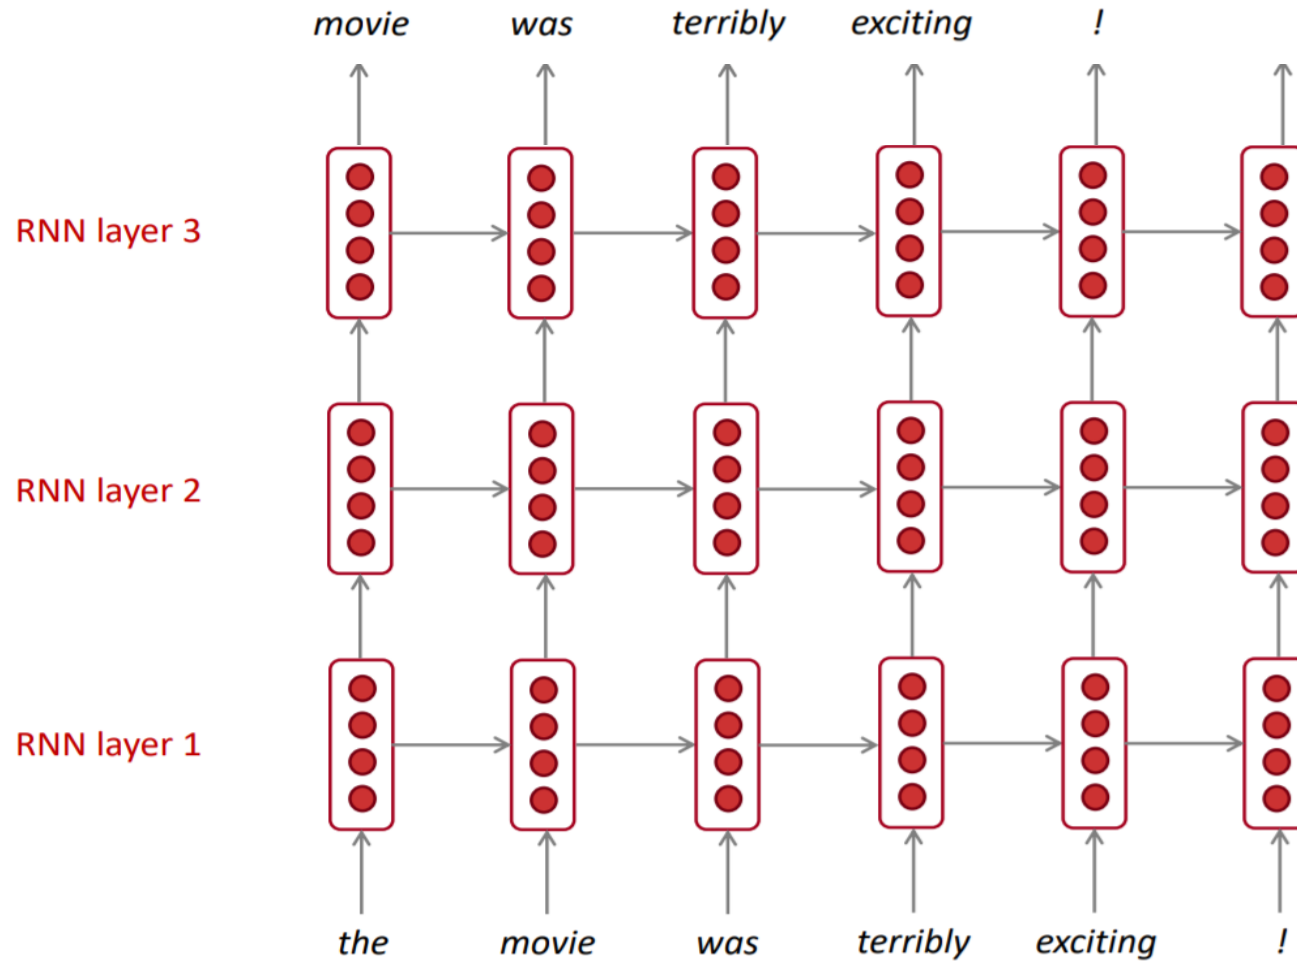 movie was terribly exciting !
RNN layer 3
RNN layer 2
RNN layer 1
the movie was terribly exciting !